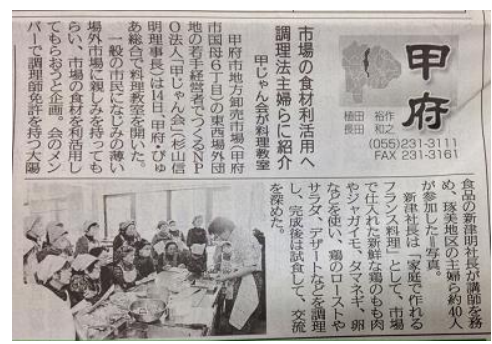 甲府
植田 裕作
長田 和之
(055)231-3111
FAX 231-3161
市場の食材利活用へ
調理法主婦らに紹介
甲じゃん会が料理教室
甲府市地方卸売市場(甲府
市国母6丁目)の東西場外団
地の若手経営者でつくるNP
O法人「甲じゃん会」(杉山信
明理事長)は14日、甲府・ぴゅ
あ総合で料理教室を開いた。
一般の市民になじみの薄い
場外市場に親しみを持っても
らい、市場の食材を利活用し
てもらおうと企画。会のメン
バーで調理師免許を持つ大陽
食品の新津明社長が講師を務
め、琢美地区の主婦ら約40人
が参加した=写真。
新津社長は「家庭で作れる
フランス料理」として、市場
で仕入れた新鮮な鶏のもも肉
やジャガイモ、タマネギ、卵
などを使い、鶏のローストや
サラダ、デザートなどを調理
し、完成後は試食して、交流
を深めた。